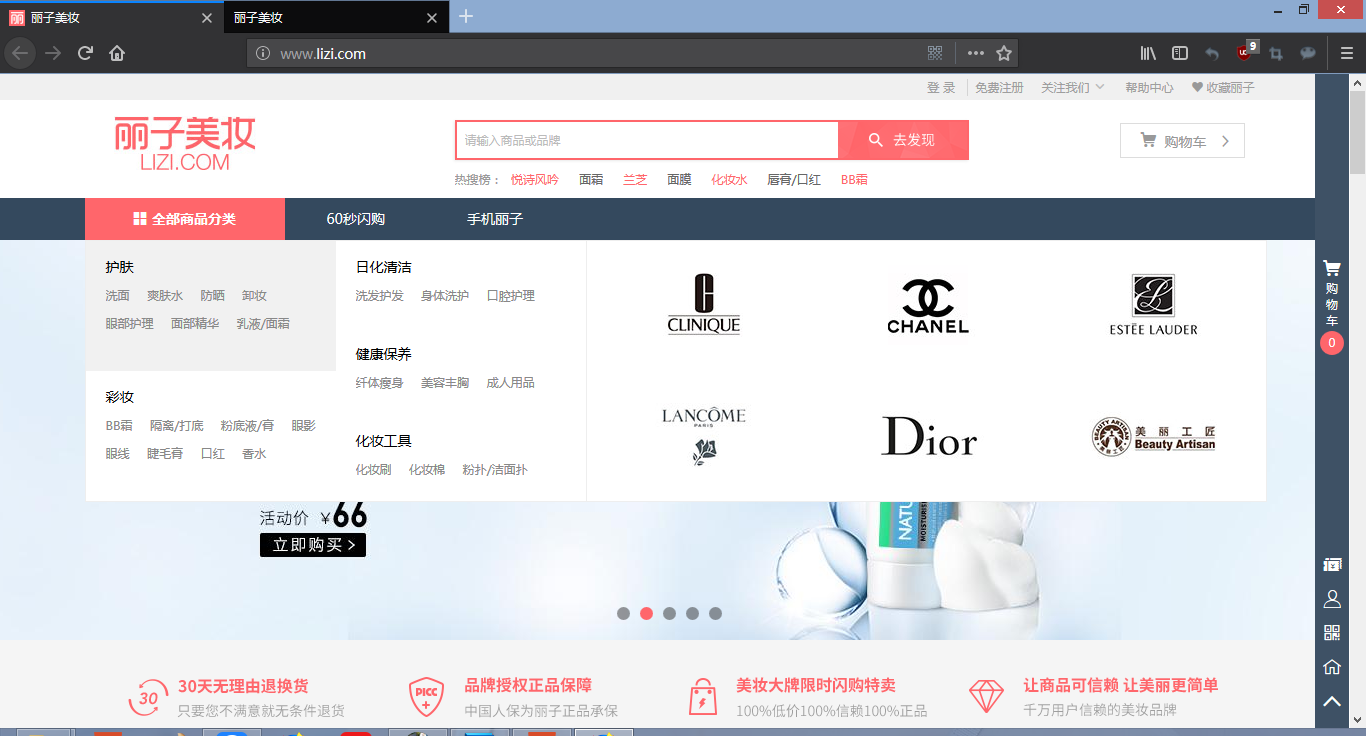 丽子美妆
丽子美妆
www.lizi.com
9
登 录 免费注册 关注我们 帮助中心 收藏丽子
丽子美妆
LIZI.COM
请输入商品或品牌
去发现
购物车
热搜榜： 悦诗风吟 面霜 兰芝 面膜 化妆水 唇膏/口红 BB霜
全部商品分类 60秒闪购 手机丽子
护肤
洗面 爽肤水 防晒 卸妆
眼部护理 面部精华 乳液/面霜
彩妆
BB霜 隔离/打底 粉底液/膏 眼影
眼线 睫毛膏 口红 香水
日化清洁
洗发护发 身体洗护 口腔护理
健康保养
纤体瘦身 美容丰胸 成人用品
化妆工具
化妆刷 化妆棉 粉扑/洁面扑
CLINIQUE
CHANEL
ESTĒE LAUDER
LANCÔME
PARIS
Dior
BEAUTY ARTISAN
美丽工匠
美 丽 工 匠
Beauty Artisan
购物车
0
活动价 ¥66
立即购买 >
NATU
MOISTURIS
30
30天无理由退换货
只要您不满意就无条件退货
PICC
品牌授权正品保障
中国人保为丽子正品承保
美妆大牌限时闪购特卖
100%低价100%信赖100%正品
让商品可信赖 让美丽更简单
千万用户信赖的美妆品牌